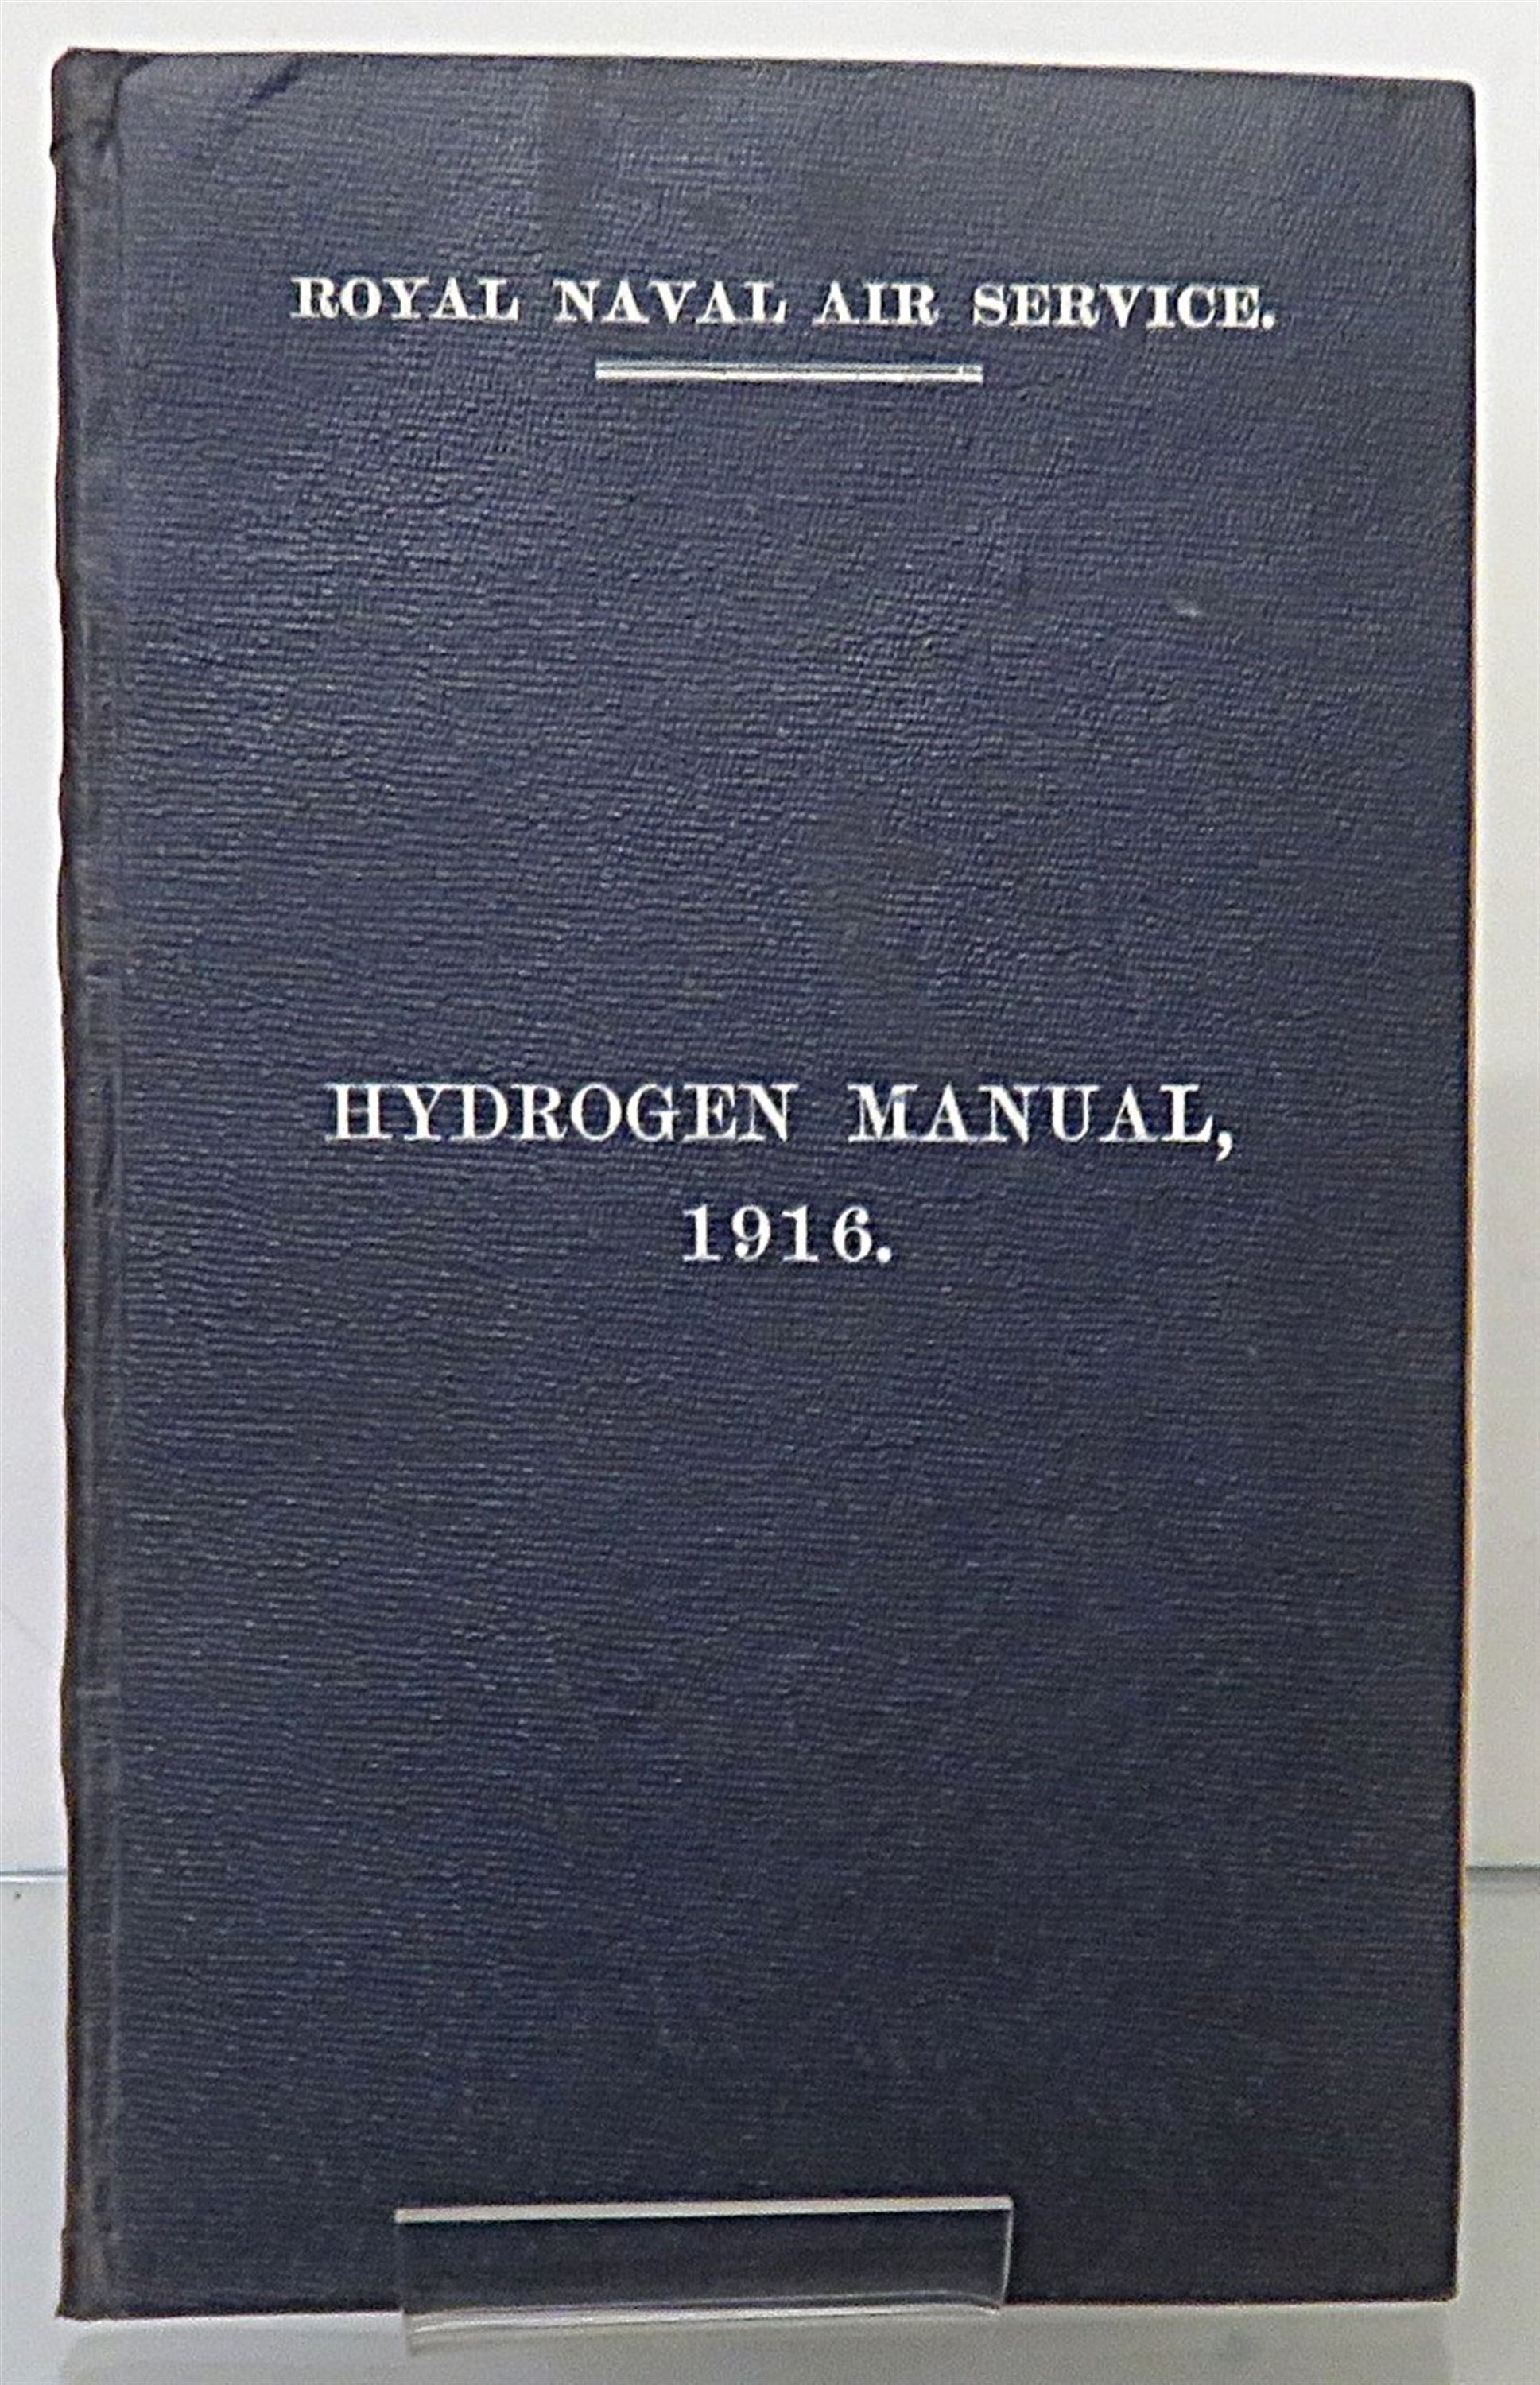 ROYAL NAVAL AIR SERVICE.
HYDROGEN MANUAL,
1916.